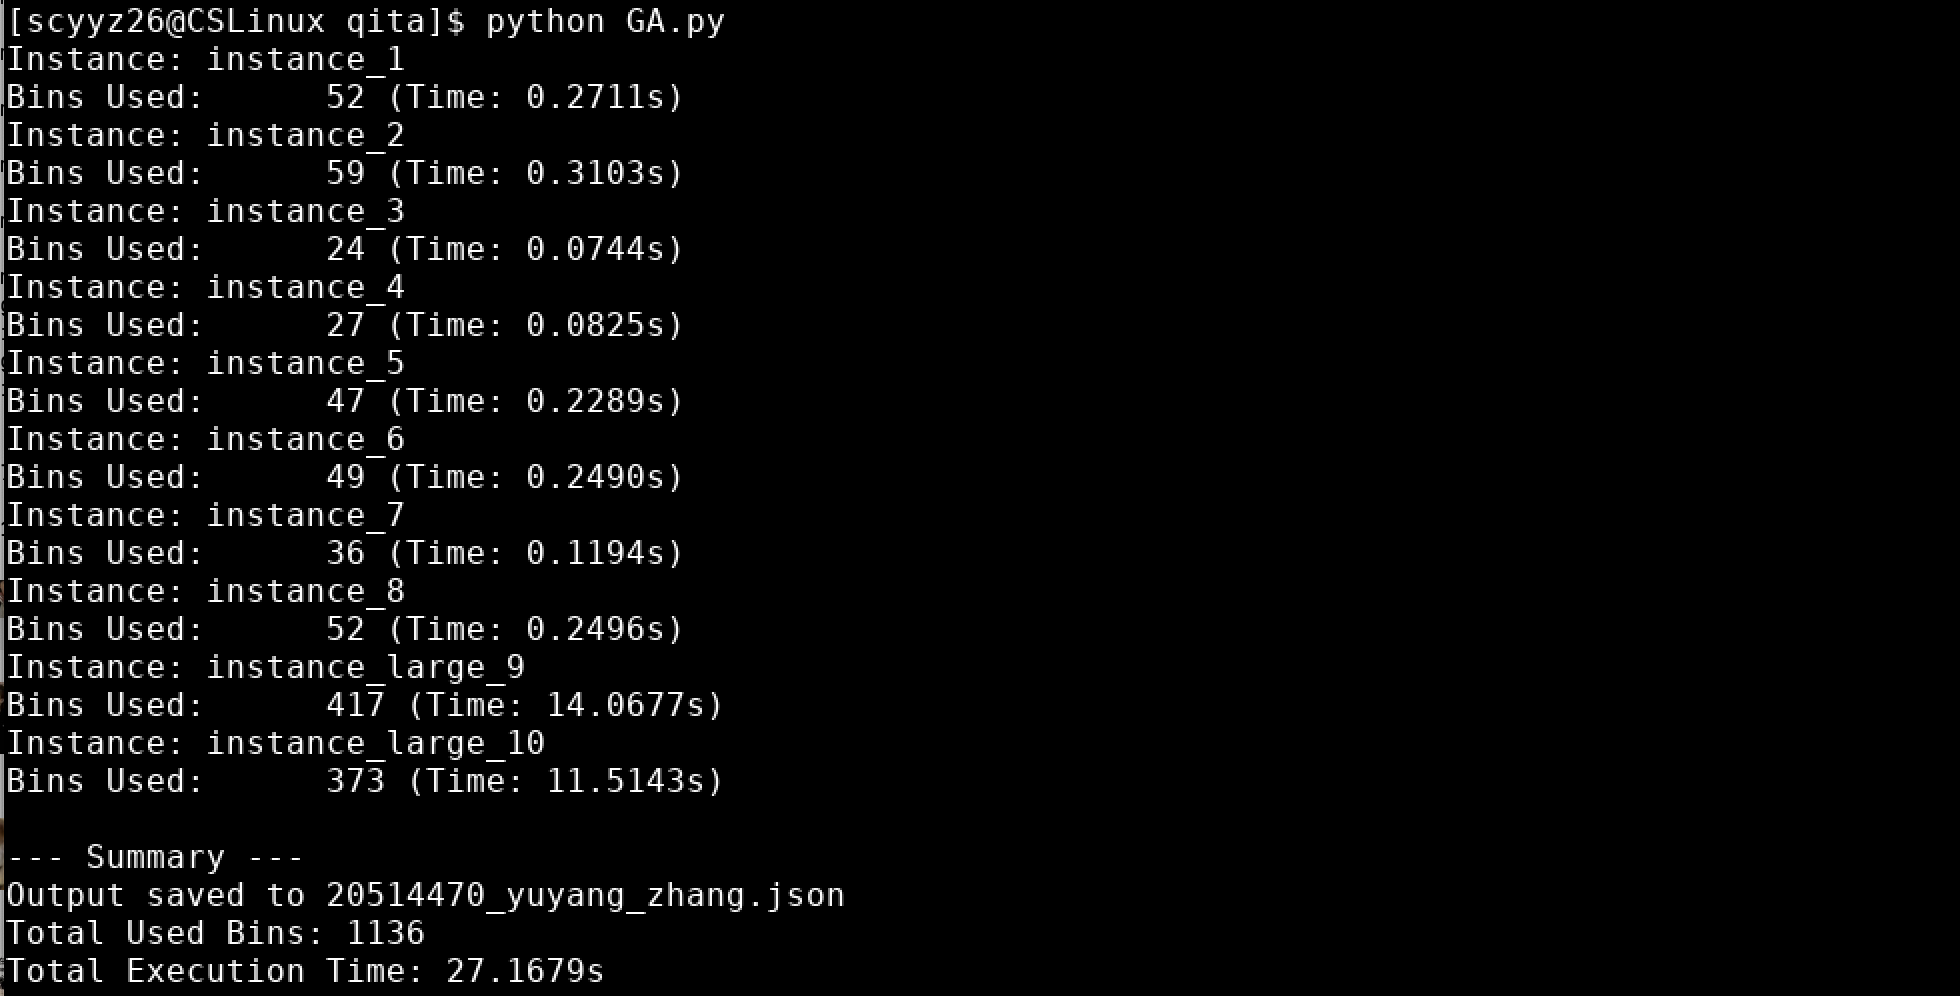 [scyyz26@CSLinux qita]$ python GA.py
Instance: instance_1
Bins Used:      52 (Time: 0.2711s)
Instance: instance_2
Bins Used:      59 (Time: 0.3103s)
Instance: instance_3
Bins Used:      24 (Time: 0.0744s)
Instance: instance_4
Bins Used:      27 (Time: 0.0825s)
Instance: instance_5
Bins Used:      47 (Time: 0.2289s)
Instance: instance_6
Bins Used:      49 (Time: 0.2490s)
Instance: instance_7
Bins Used:      36 (Time: 0.1194s)
Instance: instance_8
Bins Used:      52 (Time: 0.2496s)
Instance: instance_large_9
Bins Used:      417 (Time: 14.0677s)
Instance: instance_large_10
Bins Used:      373 (Time: 11.5143s)

--- Summary ---
Output saved to 20514470_yuyang_zhang.json
Total Used Bins: 1136
Total Execution Time: 27.1679s